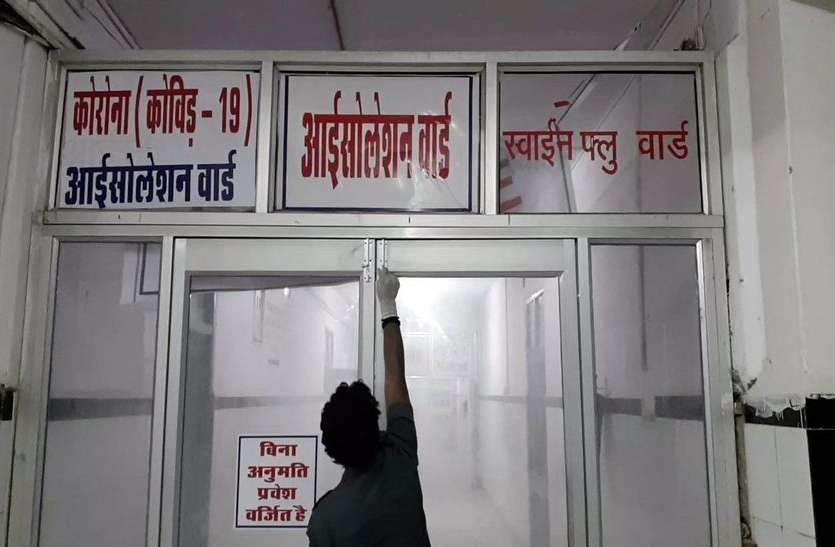 कोरोना ( कोविड़ - 19 )
आईसोलेशन वार्ड
आईसोलेशन वार्ड
स्वाईन फ्लु वार्ड
बिना
अनुमति
प्रवेश
वर्जित है